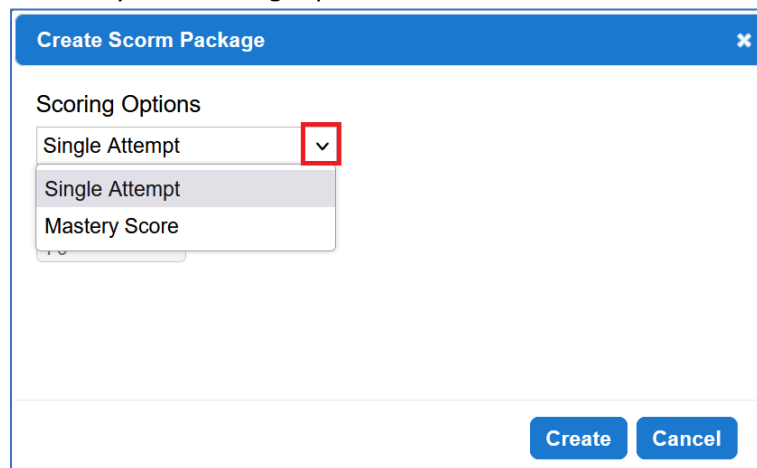 Create Scorm Package
Scoring Options
Single Attempt
Single Attempt
Mastery Score
Create Cancel